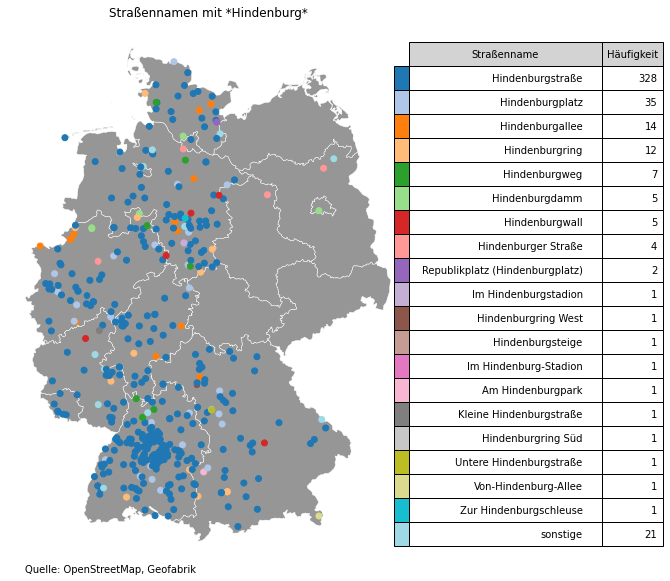 Straßennamen mit *Hindenburg*
Straßenname Häufigkeit
Hindenburgstraße 328
Hindenburgplatz 35
Hindenburgallee 14
Hindenburgring 12
Hindenburgweg 7
Hindenburgdamm 5
Hindenburgwall 5
Hindenburger Straße 4
Republikplatz (Hindenburgplatz) 2
Im Hindenburgstadion 1
Hindenburgring West 1
Hindenburgsteige 1
Im Hindenburg-Stadion 1
Am Hindenburgpark 1
Kleine Hindenburgstraße 1
Hindenburgring Süd 1
Untere Hindenburgstraße 1
Von-Hindenburg-Allee 1
Zur Hindenburgschleuse 1
sonstige 21
Quelle: OpenStreetMap, Geofabrik